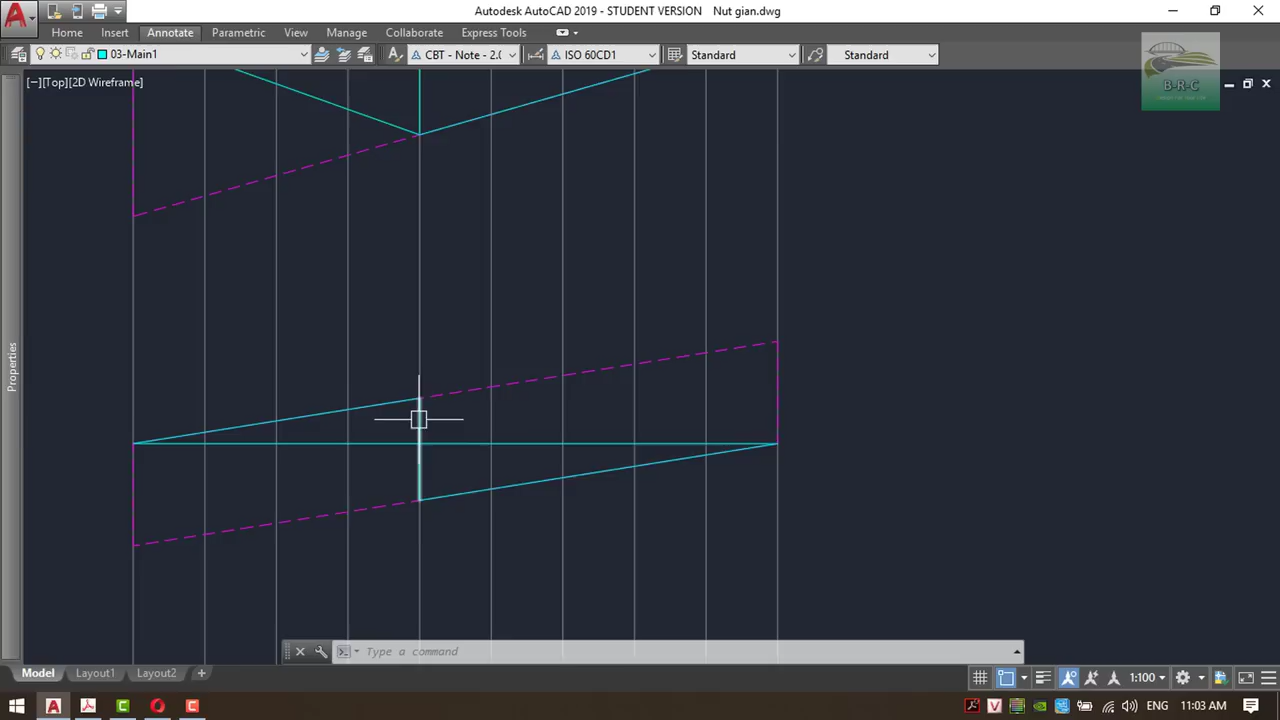 Autodesk AutoCAD 2019 - STUDENT VERSION Nut gian.dwg
Home Insert Annotate Parametric View Manage Collaborate Express Tools
03-Main1 CBT - Note - 2.0 ISO 60CD1 Standard Standard
B-R-C
[−][Top][2D Wireframe]
Properties
Type a command
Model Layout1 Layout2 +
1:100
ENG 11:03 AM